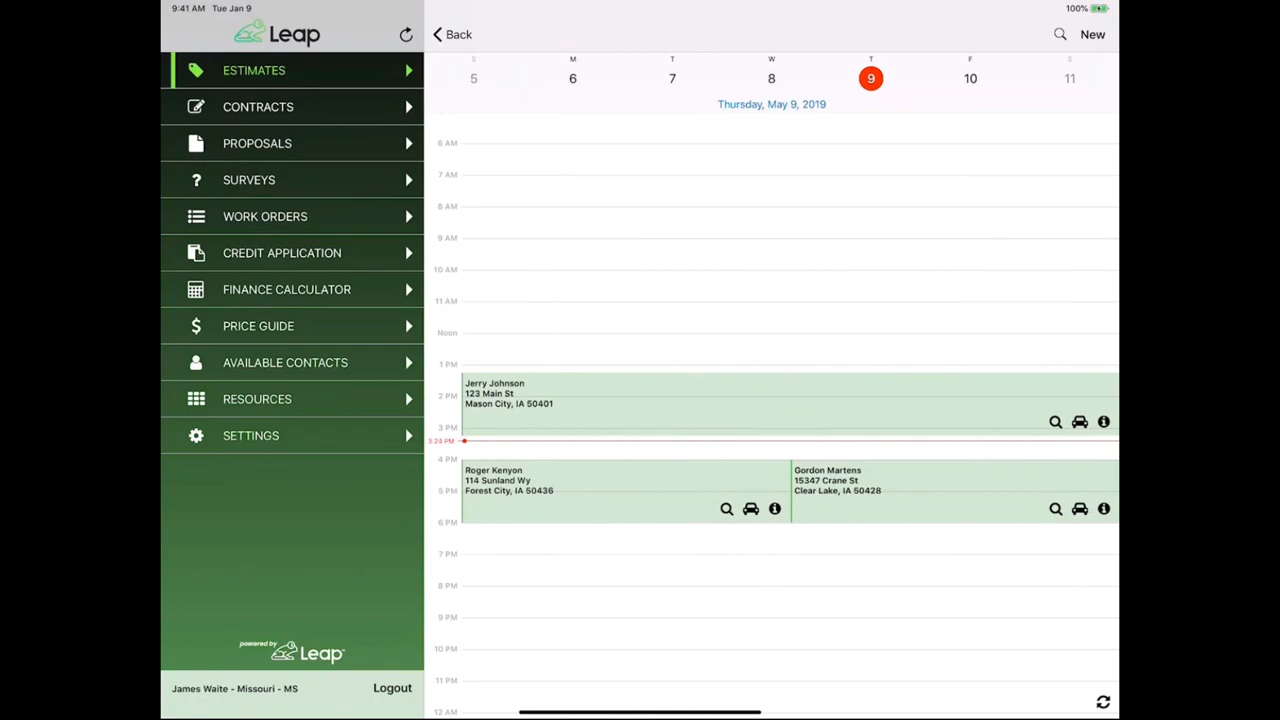 9:41 AM Tue Jan 9
100%
Leap
Back
New
ESTIMATES
CONTRACTS
PROPOSALS
SURVEYS
WORK ORDERS
CREDIT APPLICATION
FINANCE CALCULATOR
PRICE GUIDE
AVAILABLE CONTACTS
RESOURCES
SETTINGS
powered by
Leap™
James Waite - Missouri - MS
Logout
S M T W T F S
5 6 7 8 9 10 11
Thursday, May 9, 2019
6 AM
7 AM
8 AM
9 AM
10 AM
11 AM
Noon
1 PM
Jerry Johnson
123 Main St
2 PM
Mason City, IA 50401
3 PM
3:24 PM
4 PM
Roger Kenyon
114 Sunland Wy
Forest City, IA 50436
Gordon Martens
15347 Crane St
Clear Lake, IA 50428
5 PM
6 PM
7 PM
8 PM
9 PM
10 PM
11 PM
12 AM